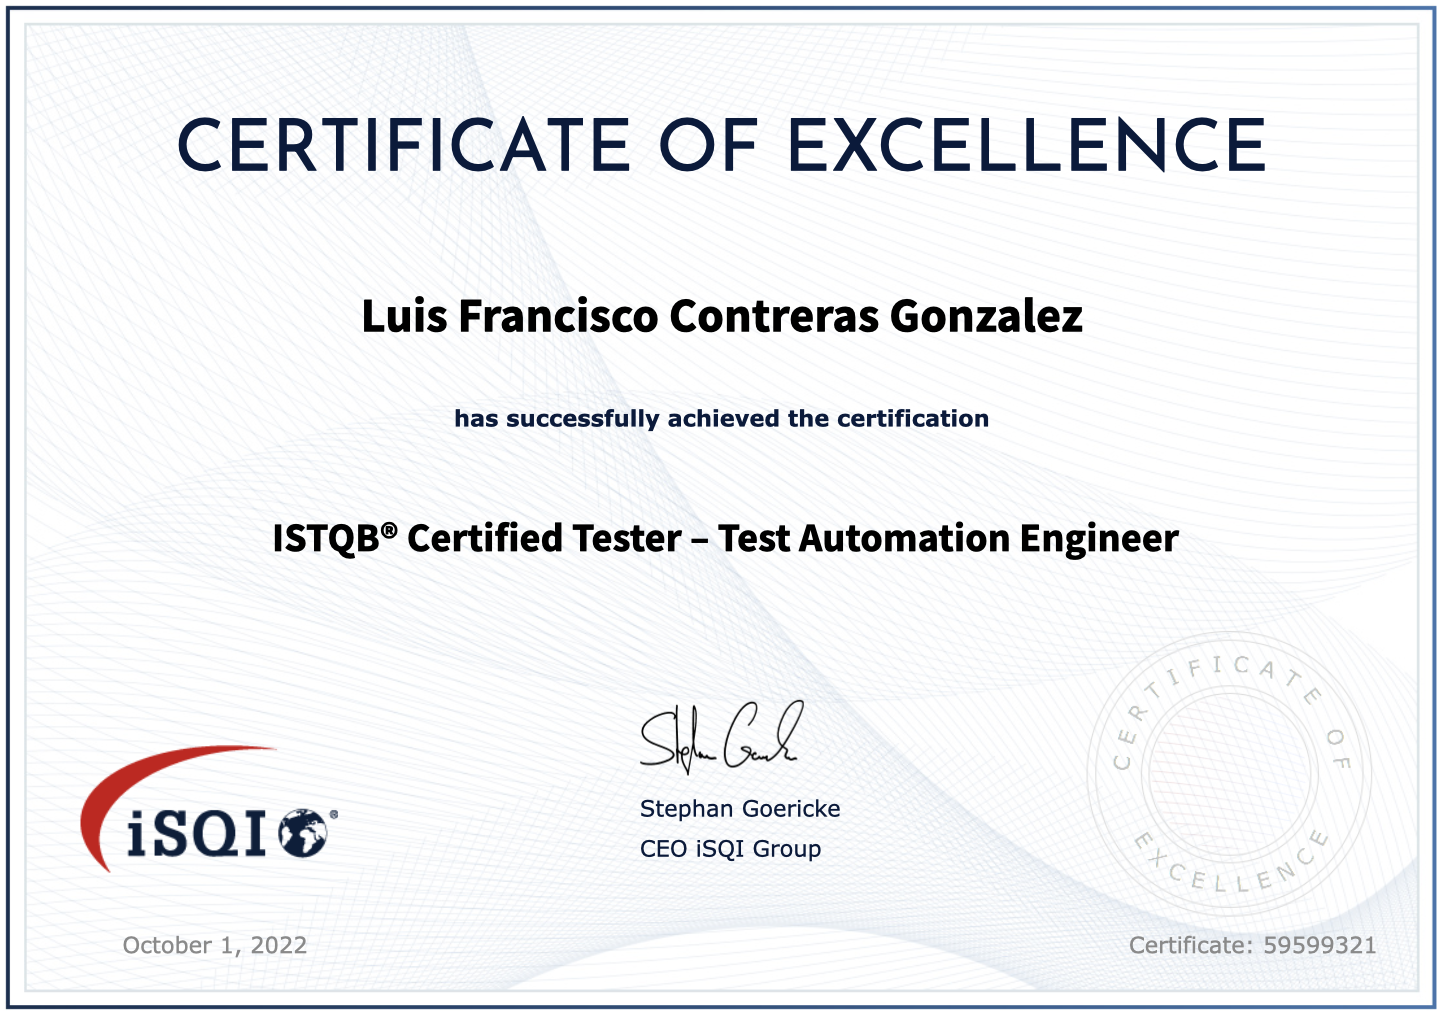 CERTIFICATE OF EXCELLENCE
Luis Francisco Contreras Gonzalez
has successfully achieved the certification
ISTQB® Certified Tester – Test Automation Engineer
CERTIFICATE OF
EXCELLENCE
Stephan Goericke
Stephan Goericke
CEO iSQI Group
iSQI ®
October 1, 2022
Certificate: 59599321